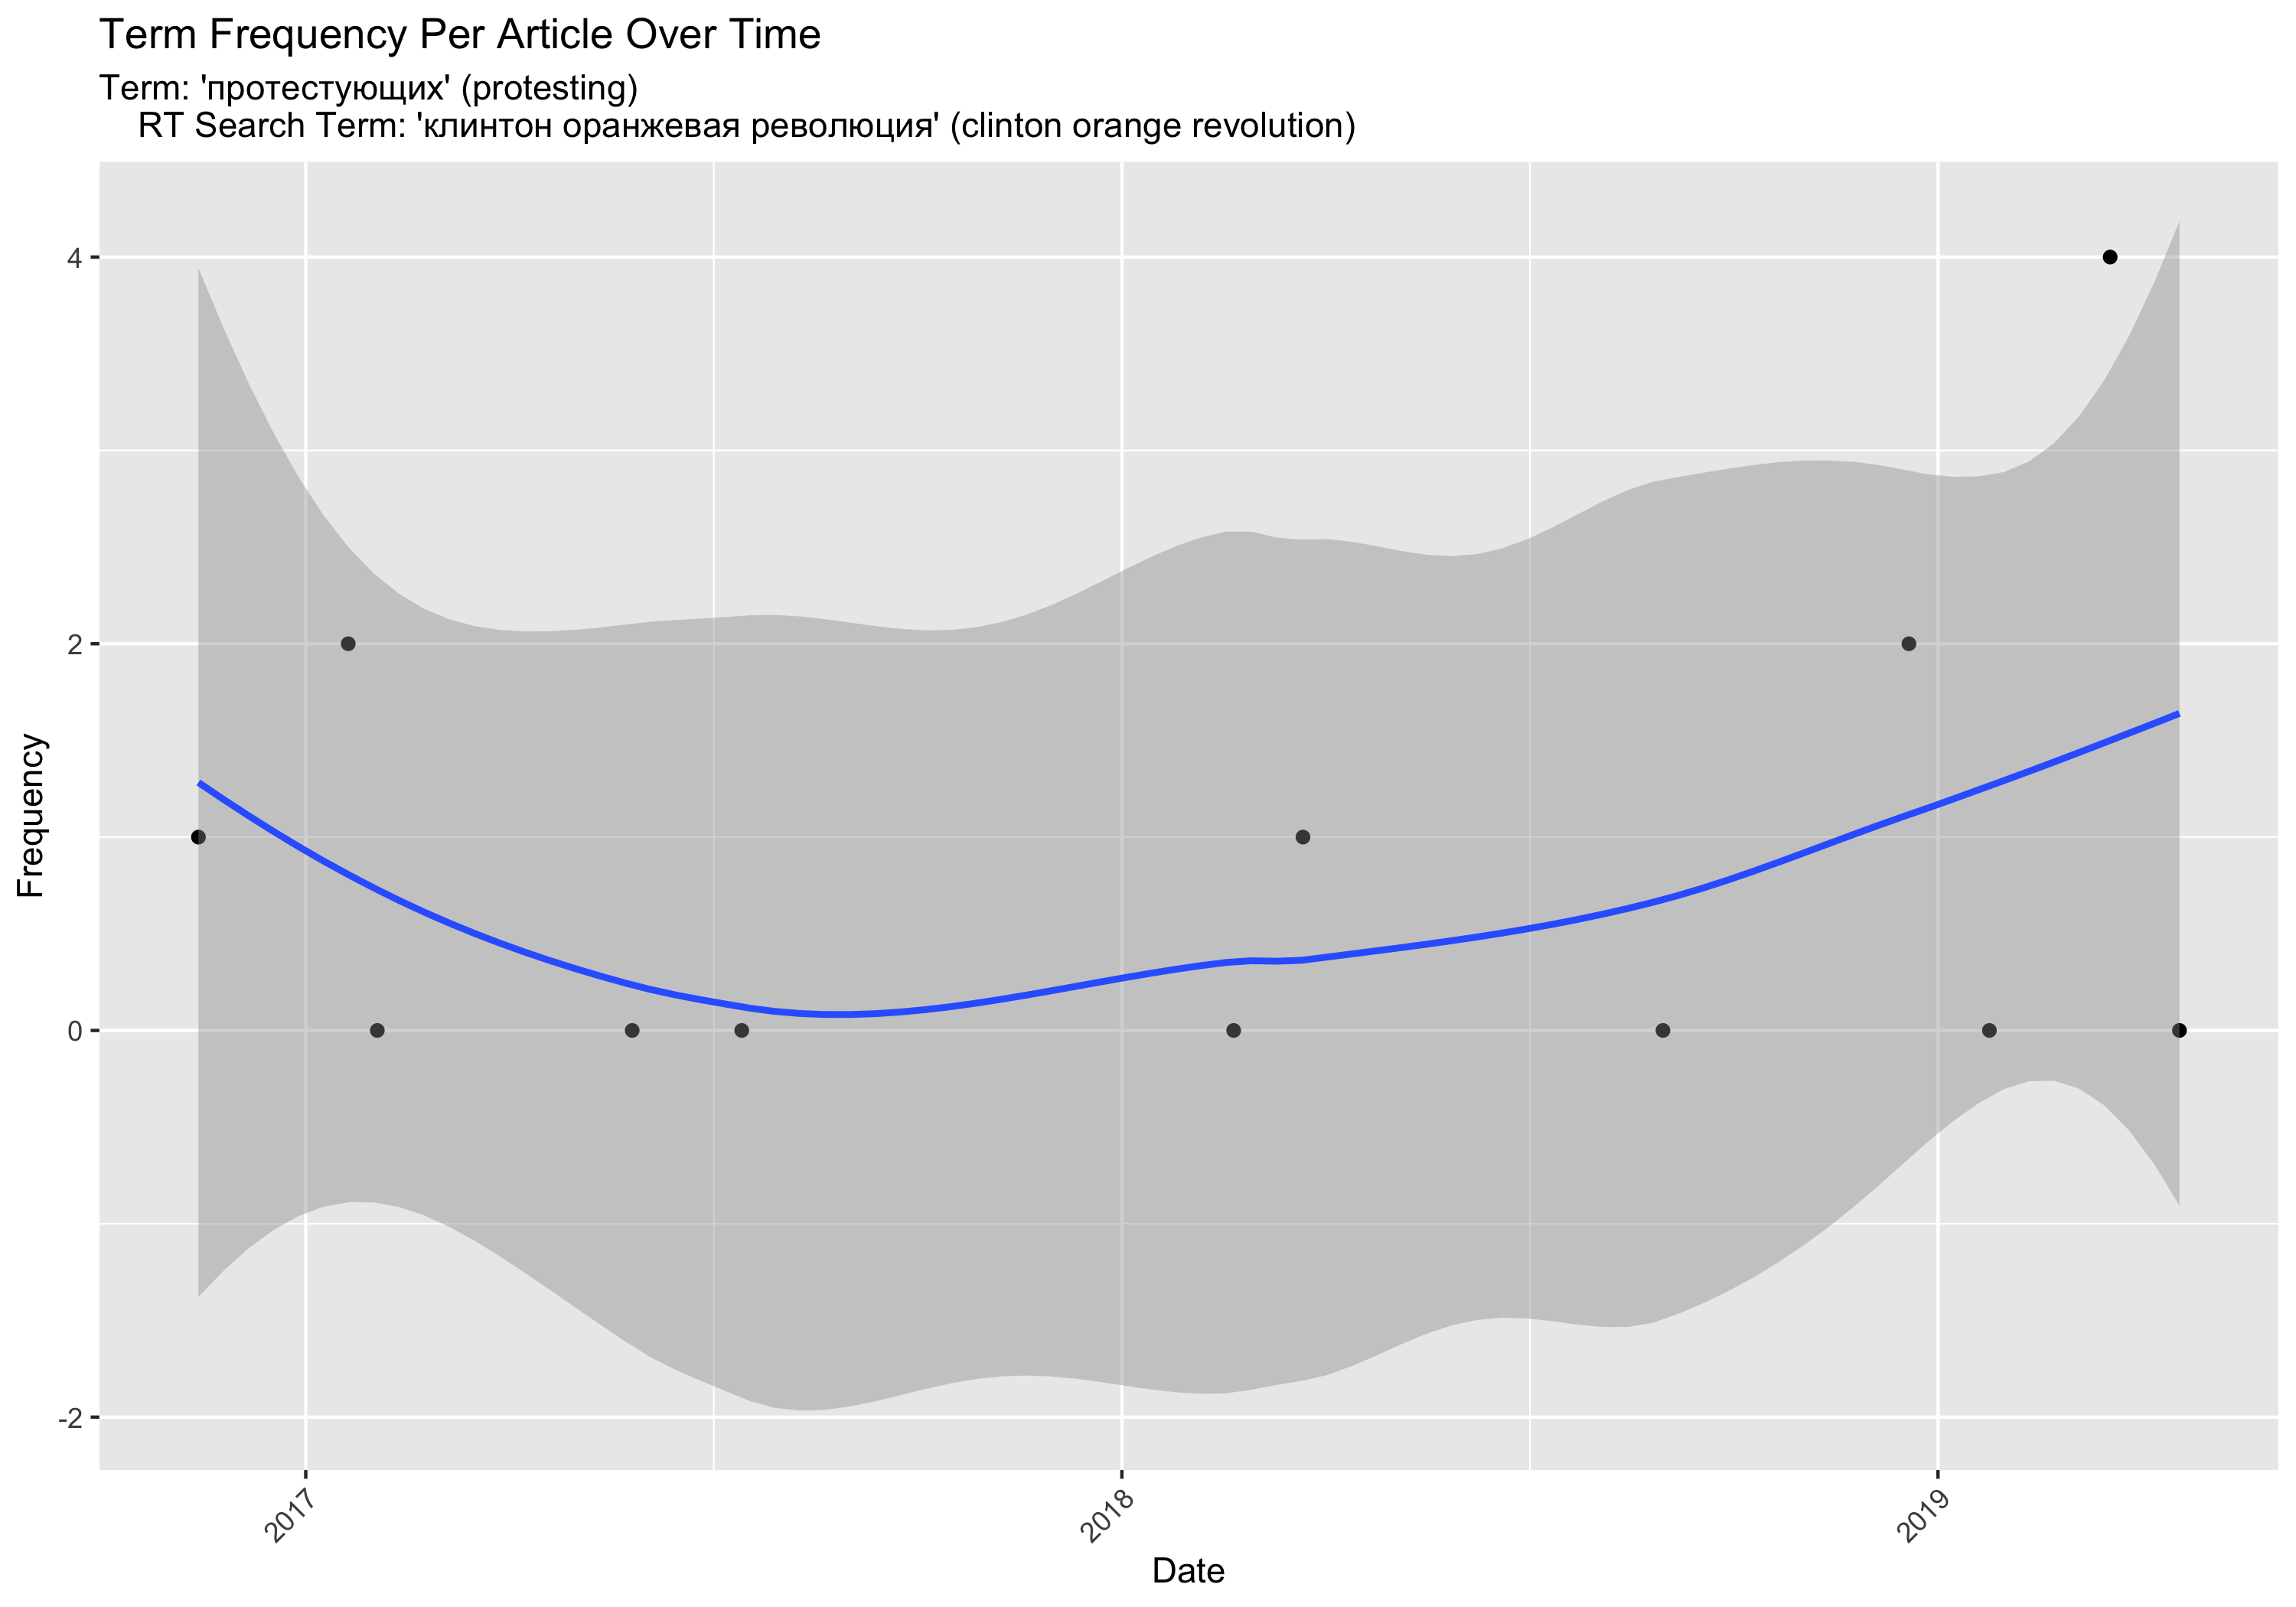 Term Frequency Per Article Over Time
Term: 'протестующих' (protesting)
RT Search Term: 'клинтон оранжевая революция' (clinton orange revolution)
Frequency
4
2
0
-2
2017
2018
2019
Date